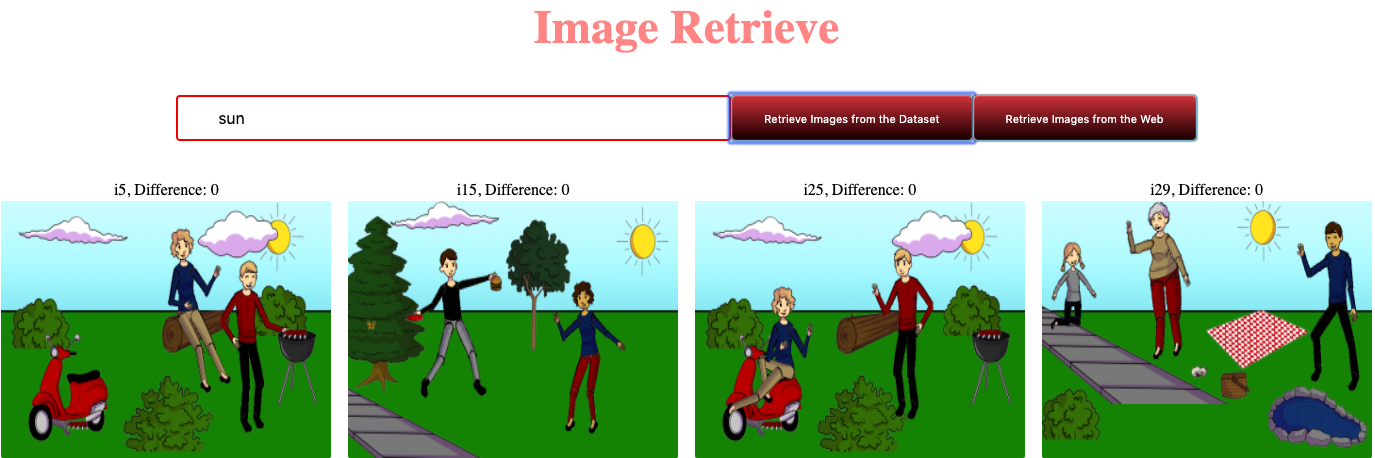 Image Retrieve
sun
Retrieve Images from the Dataset
Retrieve Images from the Web
i5, Difference: 0
i15, Difference: 0
i25, Difference: 0
i29, Difference: 0